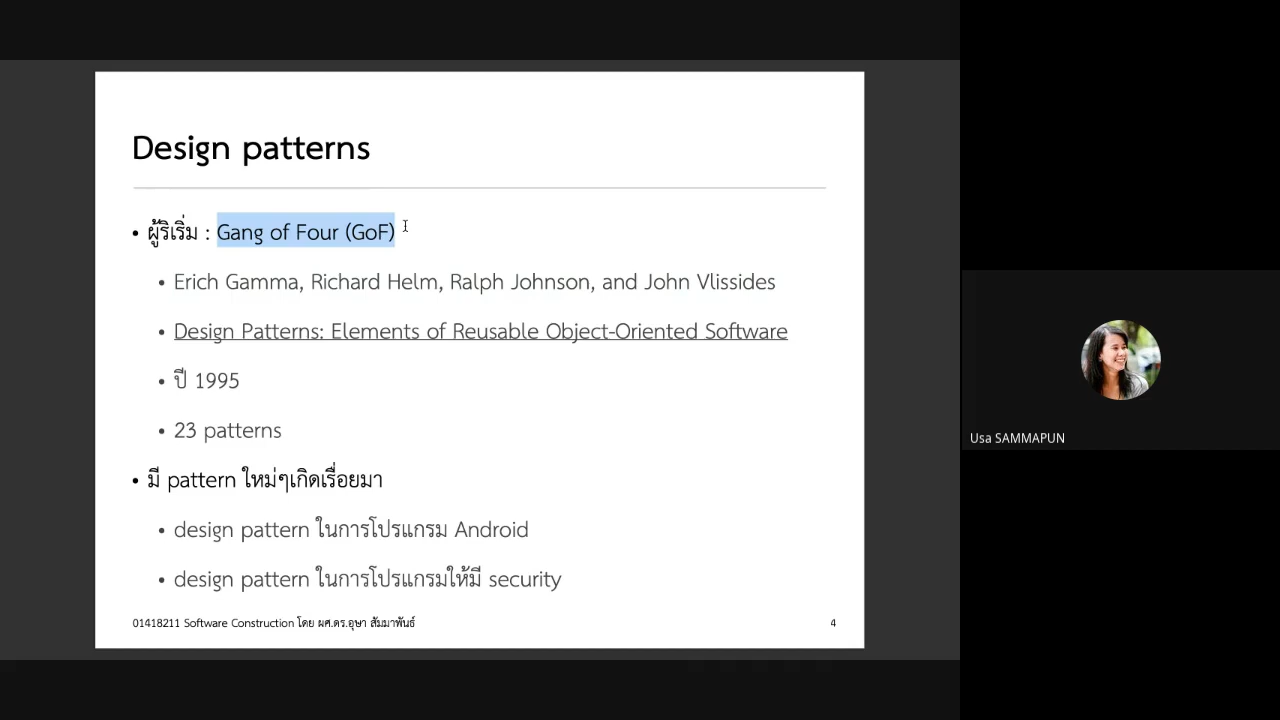 Design patterns
• ผู้ริเริ่ม : Gang of Four (GoF)
• Erich Gamma, Richard Helm, Ralph Johnson, and John Vlissides
• Design Patterns: Elements of Reusable Object-Oriented Software
• ปี 1995
• 23 patterns
• มี pattern ใหม่ๆเกิดเรื่อยมา
• design pattern ในการโปรแกรม Android
• design pattern ในการโปรแกรมให้มี security
01418211 Software Construction โดย ผศ.ดร.อุษา สัมมาพันธ์
4
Usa SAMMAPUN